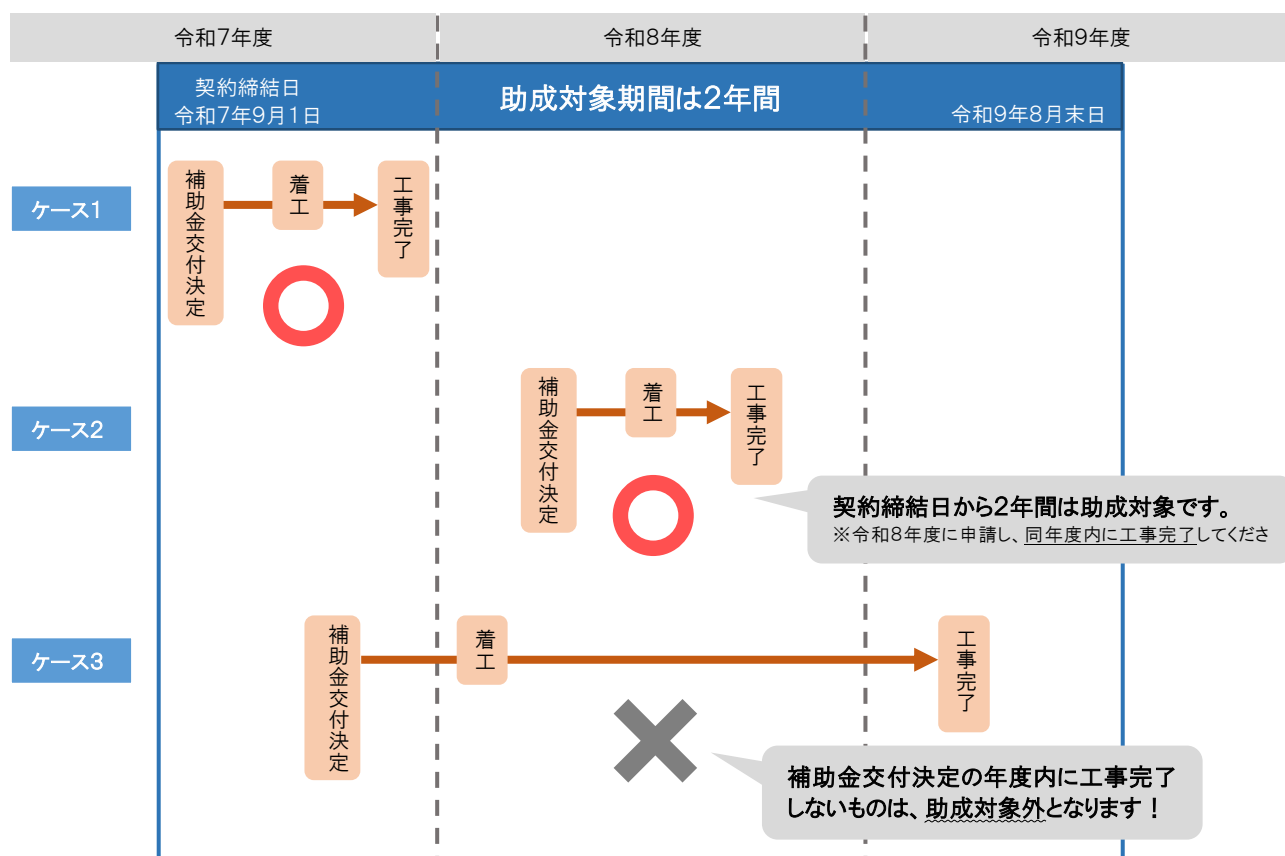 令和7年度
令和8年度
令和9年度
契約締結日
令和7年9月1日
助成対象期間は2年間
令和9年8月末日
ケース1
補助金交付決定
着工
工事完了
ケース2
補助金交付決定
着工
工事完了
契約締結日から2年間は助成対象です。
※令和8年度に申請し、同年度内に工事完了してくださ
ケース3
補助金交付決定
着工
工事完了
補助金交付決定の年度内に工事完了
しないものは、助成対象外となります！